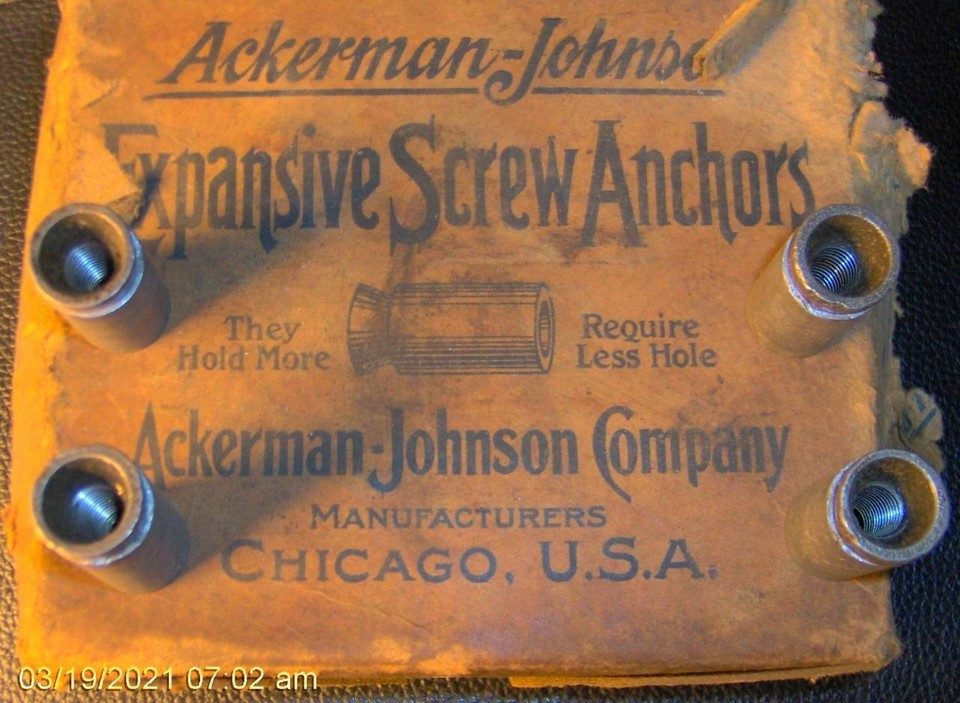 Ackerman-Johnso
Expansive Screw Anchors
They
Hold More
Require
Less Hole
Ackerman-Johnson Company
MANUFACTURERS
CHICAGO, U.S.A.
03/19/2021 07:02 am